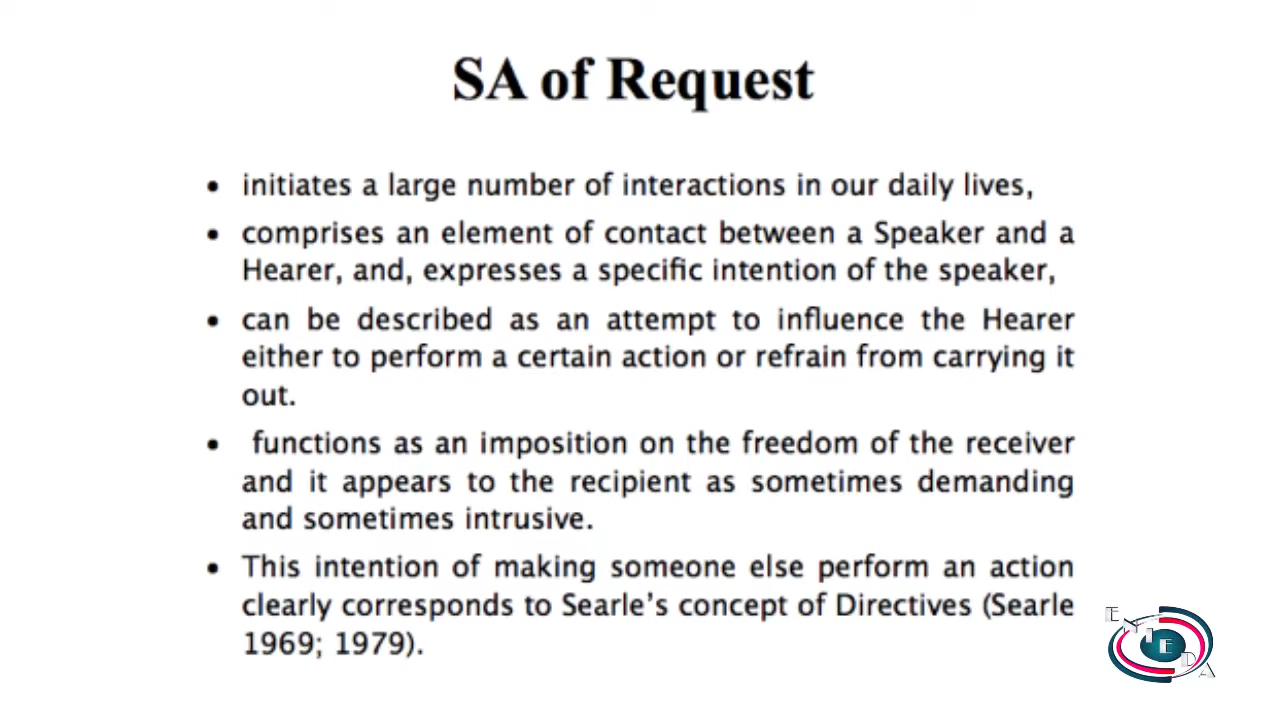 SA of Request
• initiates a large number of interactions in our daily lives,
• comprises an element of contact between a Speaker and a
Hearer, and, expresses a specific intention of the speaker,
• can be described as an attempt to influence the Hearer
either to perform a certain action or refrain from carrying it
out.
• functions as an imposition on the freedom of the receiver
and it appears to the recipient as sometimes demanding
and sometimes intrusive.
• This intention of making someone else perform an action
clearly corresponds to Searle's concept of Directives (Searle
1969; 1979).